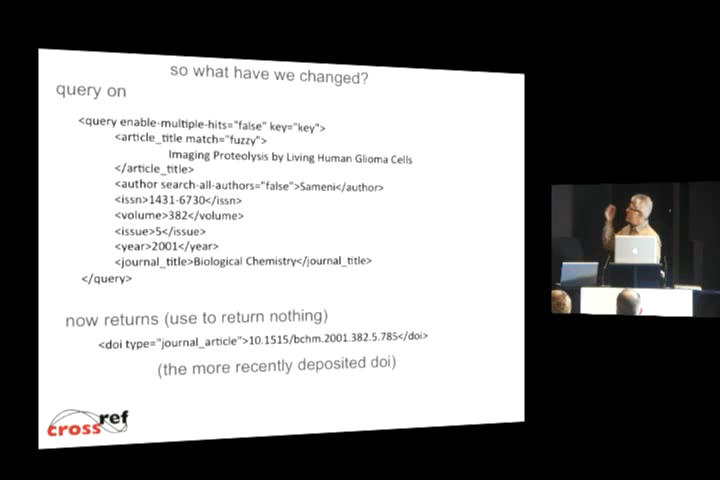 so what have we changed?
query on
<query enable-multiple-hits="false" key="key">
<article_title match="fuzzy">
Imaging Proteolysis by Living Human Glioma Cells
</article_title>
<author search-all-authors="false">Sameni</author>
<issn>1431-6730</issn>
<volume>382</volume>
<issue>5</issue>
<year>2001</year>
<journal_title>Biological Chemistry</journal_title>
</query>
now returns (use to return nothing)
<doi type="journal_article">10.1515/bchm.2001.382.5.785</doi>
(the more recently deposited doi)
crossref